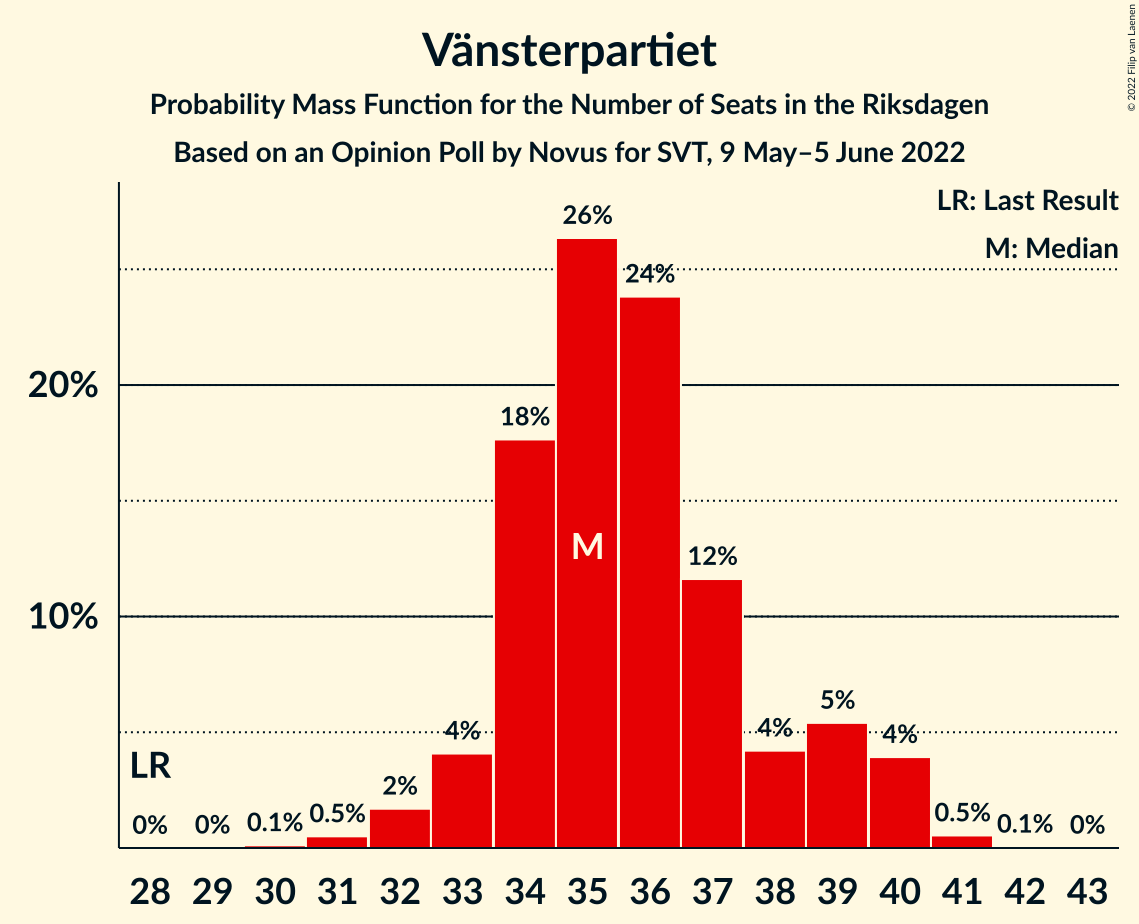 © 2022 Filip van Laenen
Vänsterpartiet
Probability Mass Function for the Number of Seats in the Riksdagen
Based on an Opinion Poll by Novus for SVT, 9 May–5 June 2022
LR: Last Result
M: Median
26%
24%
20%
18%
M
12%
10%
5%
4%
4%
4%
LR
2%
0%
0%
0.1%
0.5%
0.5%
0.1%
0%
28 29 30 31 32 33 34 35 36 37 38 39 40 41 42 43